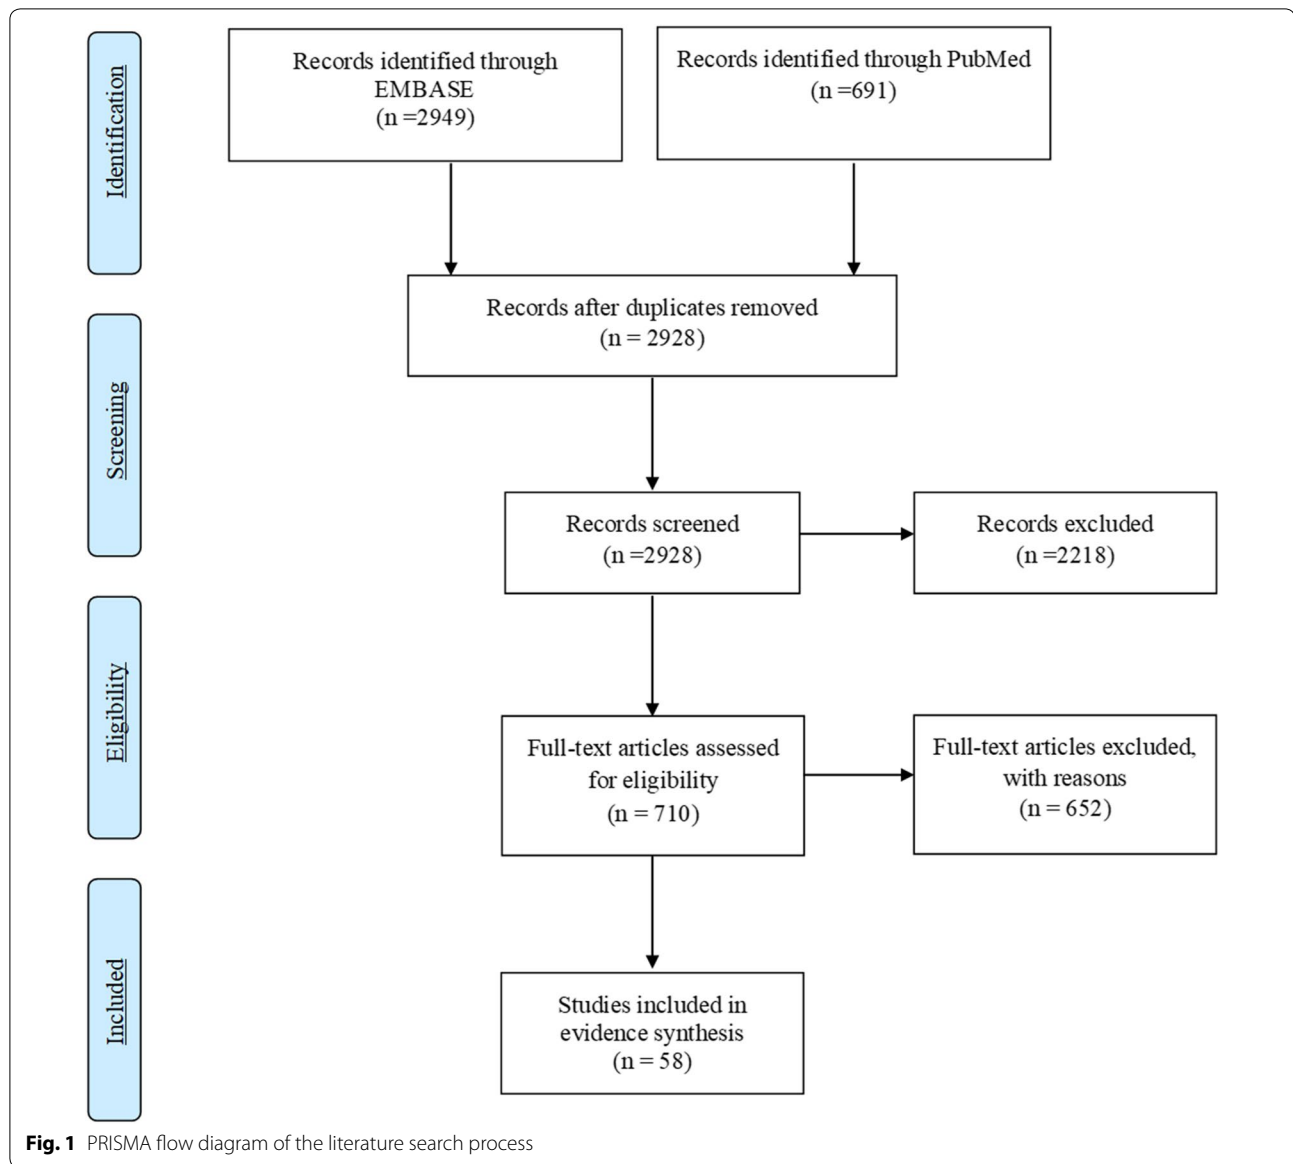 Identification
Records identified through
EMBASE
(n =2949)
Records identified through PubMed
(n =691)
Records after duplicates removed
(n = 2928)
Screening
Records screened
(n =2928)
Records excluded
(n =2218)
Eligibility
Full-text articles assessed
for eligibility
(n = 710)
Full-text articles excluded,
with reasons
(n = 652)
Included
Studies included in
evidence synthesis
(n = 58)
Fig. 1 PRISMA flow diagram of the literature search process